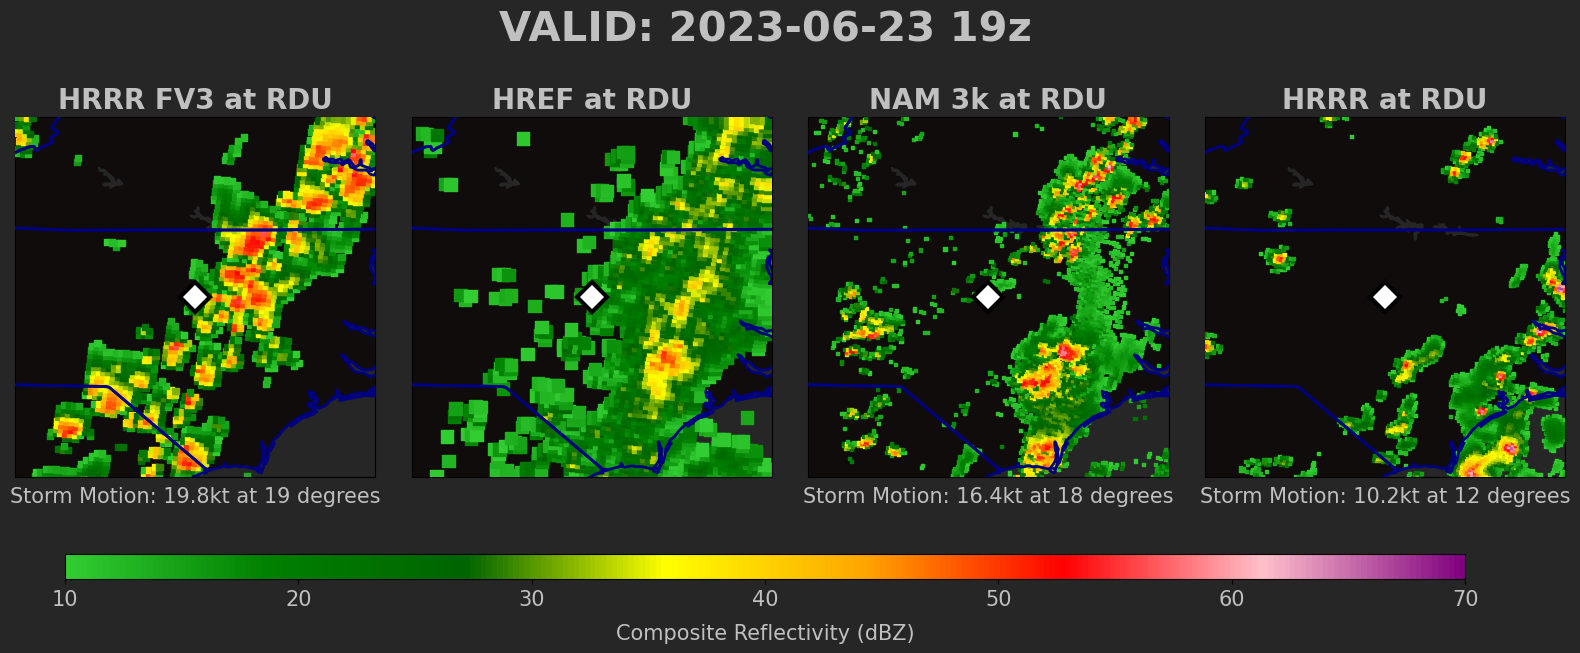 VALID: 2023-06-23 19z
HRRR FV3 at RDU
HREF at RDU
NAM 3k at RDU
HRRR at RDU
Storm Motion: 19.8kt at 19 degrees
Storm Motion: 16.4kt at 18 degrees
Storm Motion: 10.2kt at 12 degrees
10 20 30 40 50 60 70
Composite Reflectivity (dBZ)